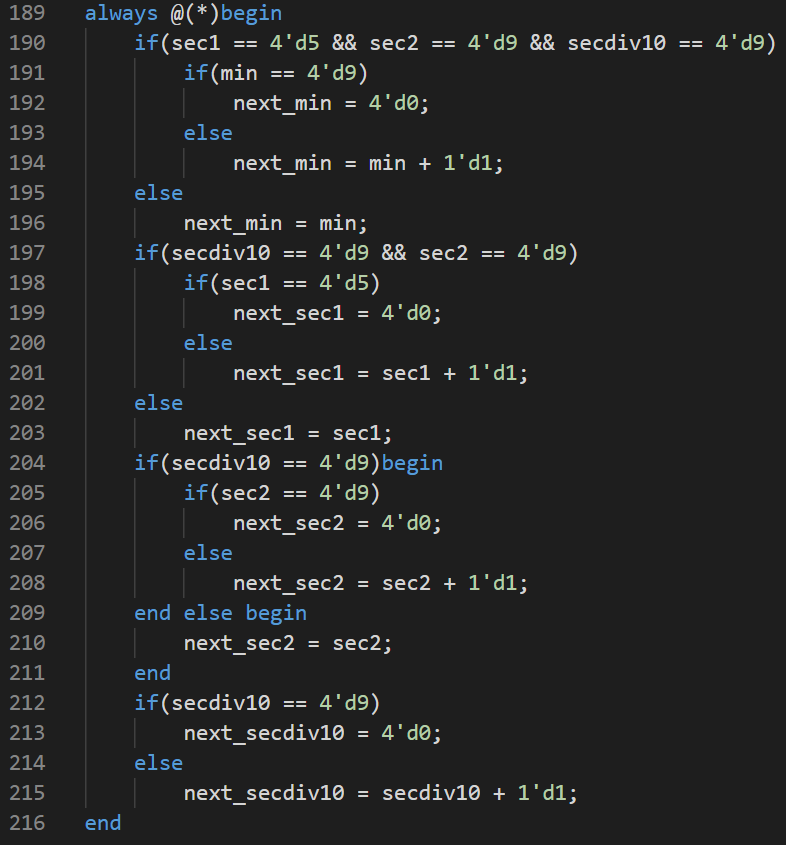 189 always @(*)begin
190     if(sec1 == 4'd5 && sec2 == 4'd9 && secdiv10 == 4'd9)
191         if(min == 4'd9)
192             next_min = 4'd0;
193         else
194             next_min = min + 1'd1;
195     else
196         next_min = min;
197     if(secdiv10 == 4'd9 && sec2 == 4'd9)
198         if(sec1 == 4'd5)
199             next_sec1 = 4'd0;
200         else
201             next_sec1 = sec1 + 1'd1;
202     else
203         next_sec1 = sec1;
204     if(secdiv10 == 4'd9)begin
205         if(sec2 == 4'd9)
206             next_sec2 = 4'd0;
207         else
208             next_sec2 = sec2 + 1'd1;
209     end else begin
210         next_sec2 = sec2;
211     end
212     if(secdiv10 == 4'd9)
213         next_secdiv10 = 4'd0;
214     else
215         next_secdiv10 = secdiv10 + 1'd1;
216 end